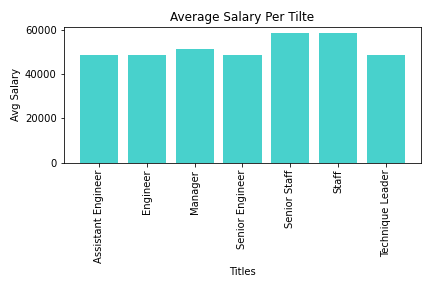 Average Salary Per Tilte
Avg Salary
60000
40000
20000
0
Assistant Engineer
Engineer
Manager
Senior Engineer
Senior Staff
Staff
Technique Leader
Titles